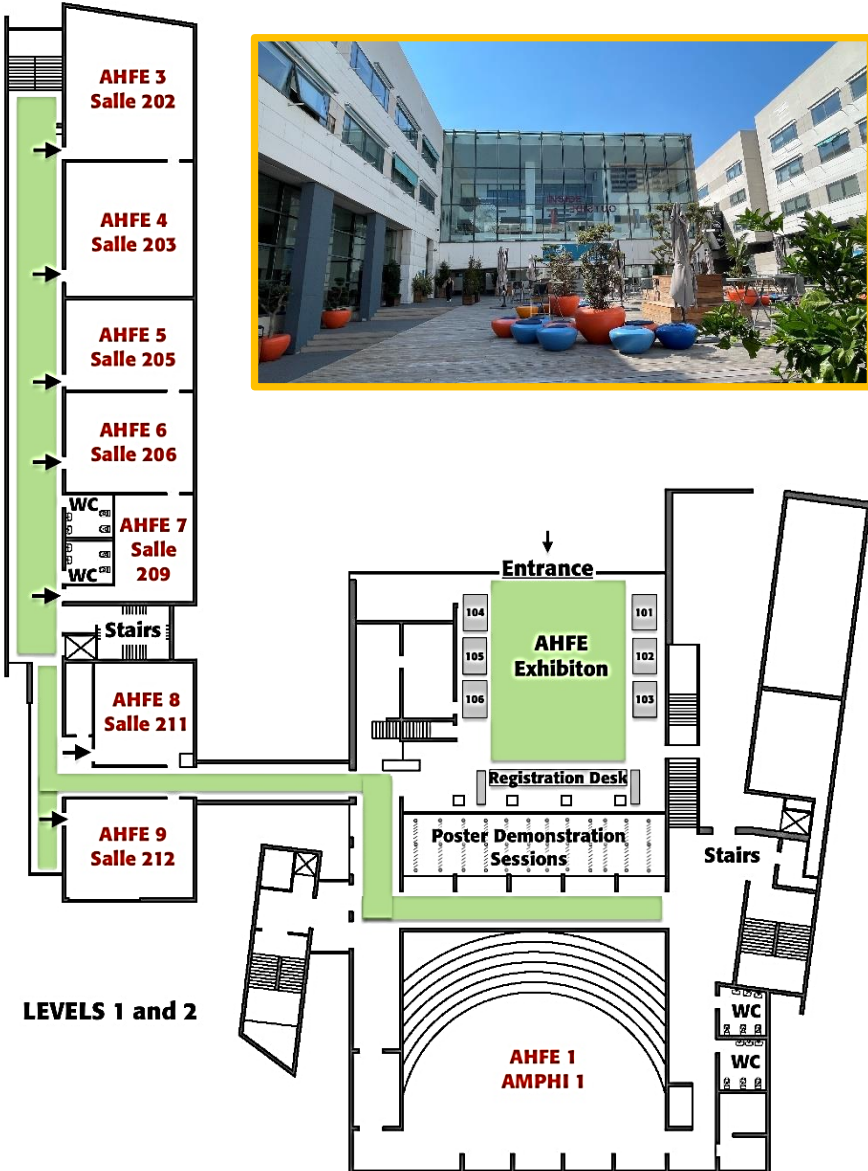 AHFE 3
Salle 202
AHFE 4
Salle 203
AHFE 5
Salle 205
AHFE 6
Salle 206
WC
AHFE 7
Salle
209
WC
Stairs
AHFE 8
Salle 211
AHFE 9
Salle 212
Entrance
104
101
AHFE
Exhibiton
105
102
106
103
Registration Desk
Poster Demonstration
Sessions
Stairs
LEVELS 1 and 2
WC
WC
AHFE 1
AMPHI 1